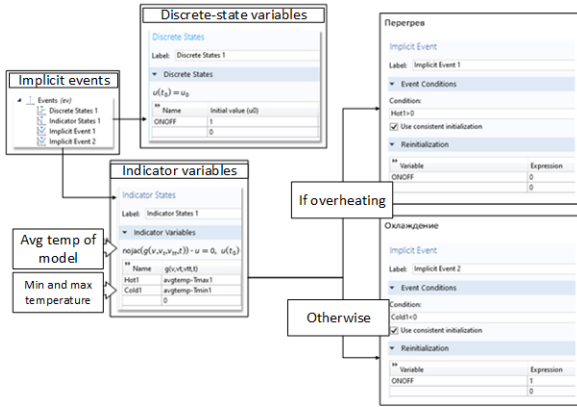 Discrete-state variables
Discrete States
Label: Discrete States 1
Discrete States
u(t₀) = u₀
Name Initial value (u0)
ONOFF 1
0
Implicit events
Events (ev)
Discrete States 1
Indicator States 1
Implicit Event 1
Implicit Event 2
Indicator variables
Indicator States
Label: Indicator States 1
Indicator Variables
nojac(g(v,vₜ,vₜₜ,t)) - u = 0, u(t₀)
Name g(v,vt,vtt,t)
Hot1 avgtemp-Tmax1
Cold1 avgtemp-Tmin1
0
Avg temp of
model
Min and max
temperature
If overheating
Otherwise
Перегрев
Implicit Event
Label: Implicit Event 1
Event Conditions
Condition:
Hot1>0
Use consistent initialization
Reinitialization
Variable Expression
ONOFF 0
0
Охлаждение
Implicit Event
Label: Implicit Event 2
Event Conditions
Condition:
Cold1<0
Use consistent initialization
Reinitialization
Variable Expression
ONOFF 1
0